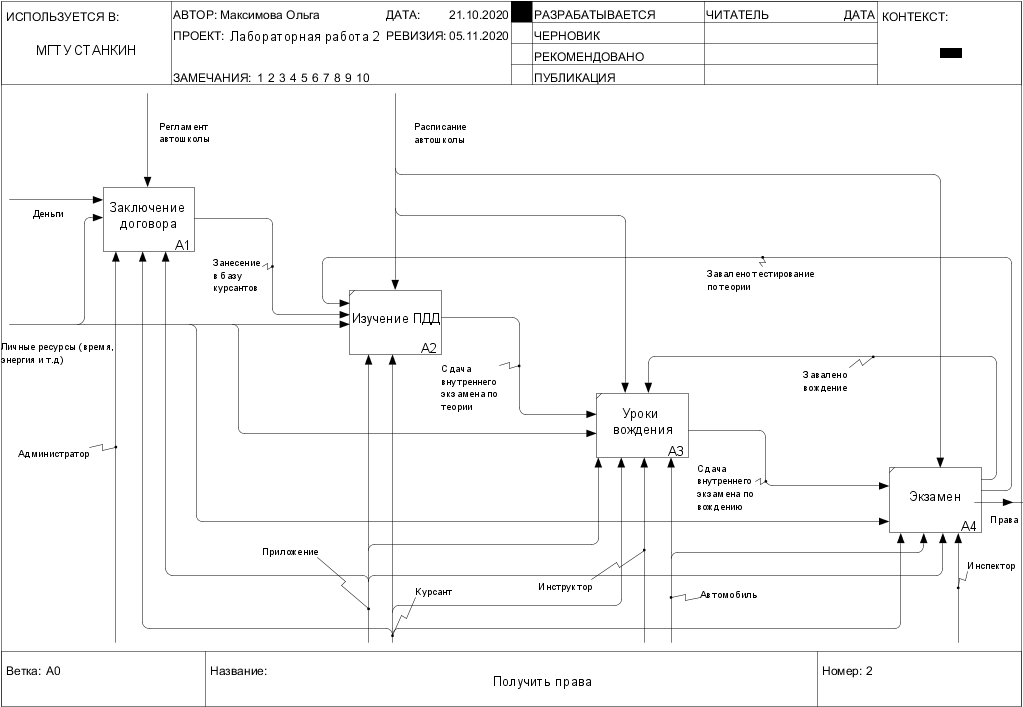 ИСПОЛЬЗУЕТСЯ В:
МГТУ СТАНКИН
АВТОР: Максимова Ольга
ДАТА: 21.10.2020
ПРОЕКТ: Лабораторная работа 2
РЕВИЗИЯ: 05.11.2020
ЗАМЕЧАНИЯ: 1 2 3 4 5 6 7 8 9 10
РАЗРАБАТЫВАЕТСЯ
ЧЕРНОВИК
РЕКОМЕНДОВАНО
ПУБЛИКАЦИЯ
ЧИТАТЕЛЬ
ДАТА
КОНТЕКСТ:
Регламент
автошколы
Расписание
автошколы
Деньги
Заключение
договора
A1
Занесение
в базу
курсантов
Завалено тестирование
по теории
Изучение ПДД
A2
Личные ресурсы (время,
энергия и т.д)
Сдача
внутреннего
экзамена по
теории
Завалено
вождение
Уроки
вождения
A3
Администратор
Сдача
внутреннего
экзамена по
вождению
Экзамен
A4
Права
Приложение
Инспектор
Курсант
Инструктор
Автомобиль
Ветка: A0
Название:
Получить права
Номер: 2